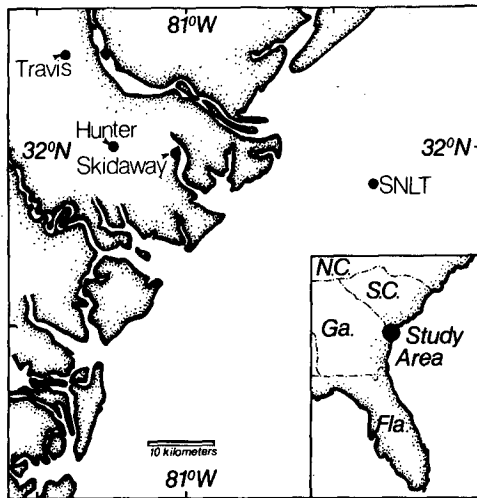 81°W
Travis
Hunter
32°N
Skidaway
32°N
SNLT
N.C.
S.C.
Ga.
Study
Area
Fla.
10 kilometers
81°W